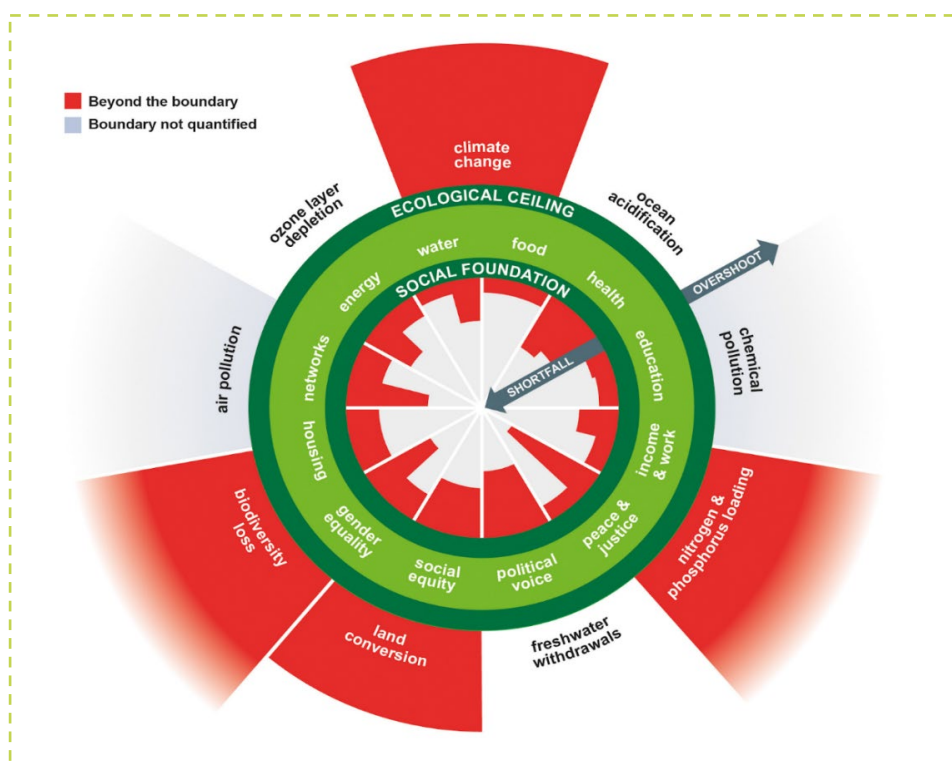 Beyond the boundary
Boundary not quantified
climate
change
ECOLOGICAL CEILING
ozone layer
depletion
ocean
acidification
OVERSHOOT
water
food
energy
health
SOCIAL FOUNDATION
SHORTFALL
networks
education
air pollution
chemical
pollution
housing
income
& work
gender
equality
peace &
justice
social
equity
political
voice
biodiversity
loss
nitrogen &
phosphorus loading
land
conversion
freshwater
withdrawals